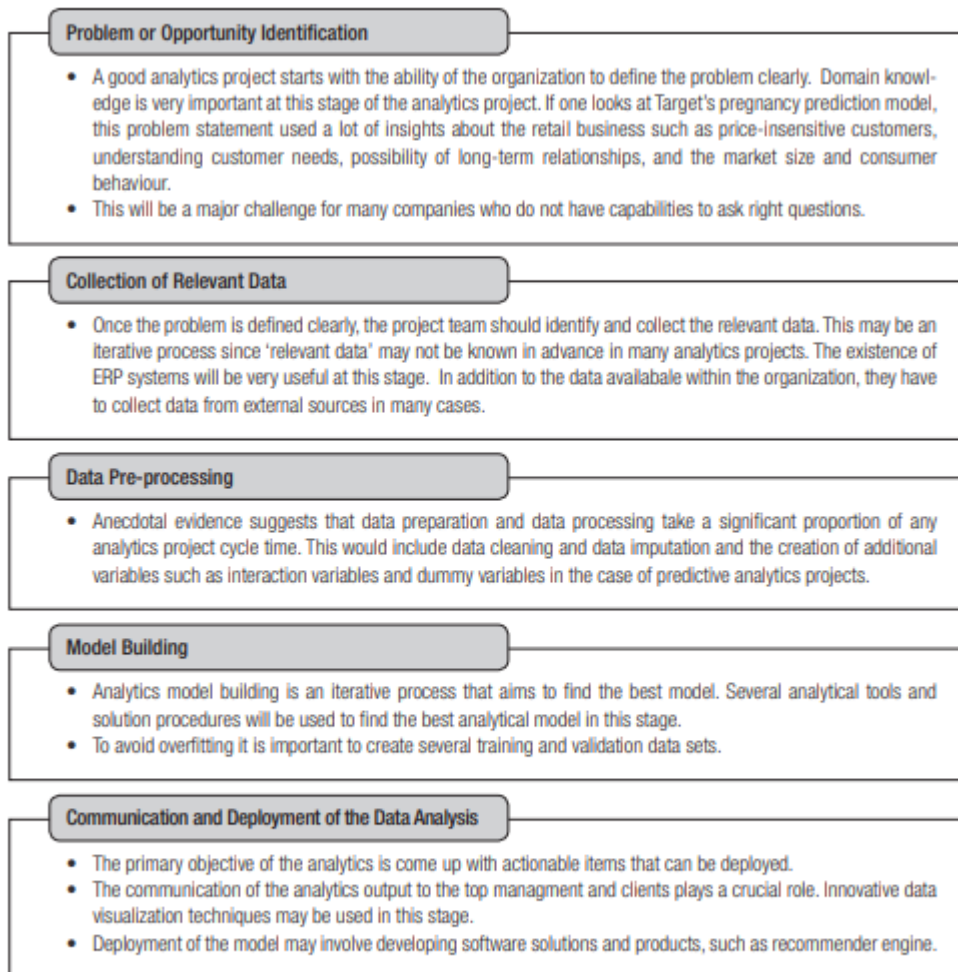 Problem or Opportunity Identification
• A good analytics project starts with the ability of the organization to define the problem clearly. Domain knowl-
edge is very important at this stage of the analytics project. If one looks at Target's pregnancy prediction model,
this problem statement used a lot of insights about the retail business such as price-insensitive customers,
understanding customer needs, possibility of long-term relationships, and the market size and consumer
behaviour.
• This will be a major challenge for many companies who do not have capabilities to ask right questions.
Collection of Relevant Data
• Once the problem is defined clearly, the project team should identify and collect the relevant data. This may be an
iterative process since 'relevant data' may not be known in advance in many analytics projects. The existence of
ERP systems will be very useful at this stage. In addition to the data availabale within the organization, they have
to collect data from external sources in many cases.
Data Pre-processing
• Anecdotal evidence suggests that data preparation and data processing take a significant proportion of any
analytics project cycle time. This would include data cleaning and data imputation and the creation of additional
variables such as interaction variables and dummy variables in the case of predictive analytics projects.
Model Building
• Analytics model building is an iterative process that aims to find the best model. Several analytical tools and
solution procedures will be used to find the best analytical model in this stage.
• To avoid overfitting it is important to create several training and validation data sets.
Communication and Deployment of the Data Analysis
• The primary objective of the analytics is come up with actionable items that can be deployed.
• The communication of the analytics output to the top managment and clients plays a crucial role. Innovative data
visualization techniques may be used in this stage.
• Deployment of the model may involve developing software solutions and products, such as recommender engine.